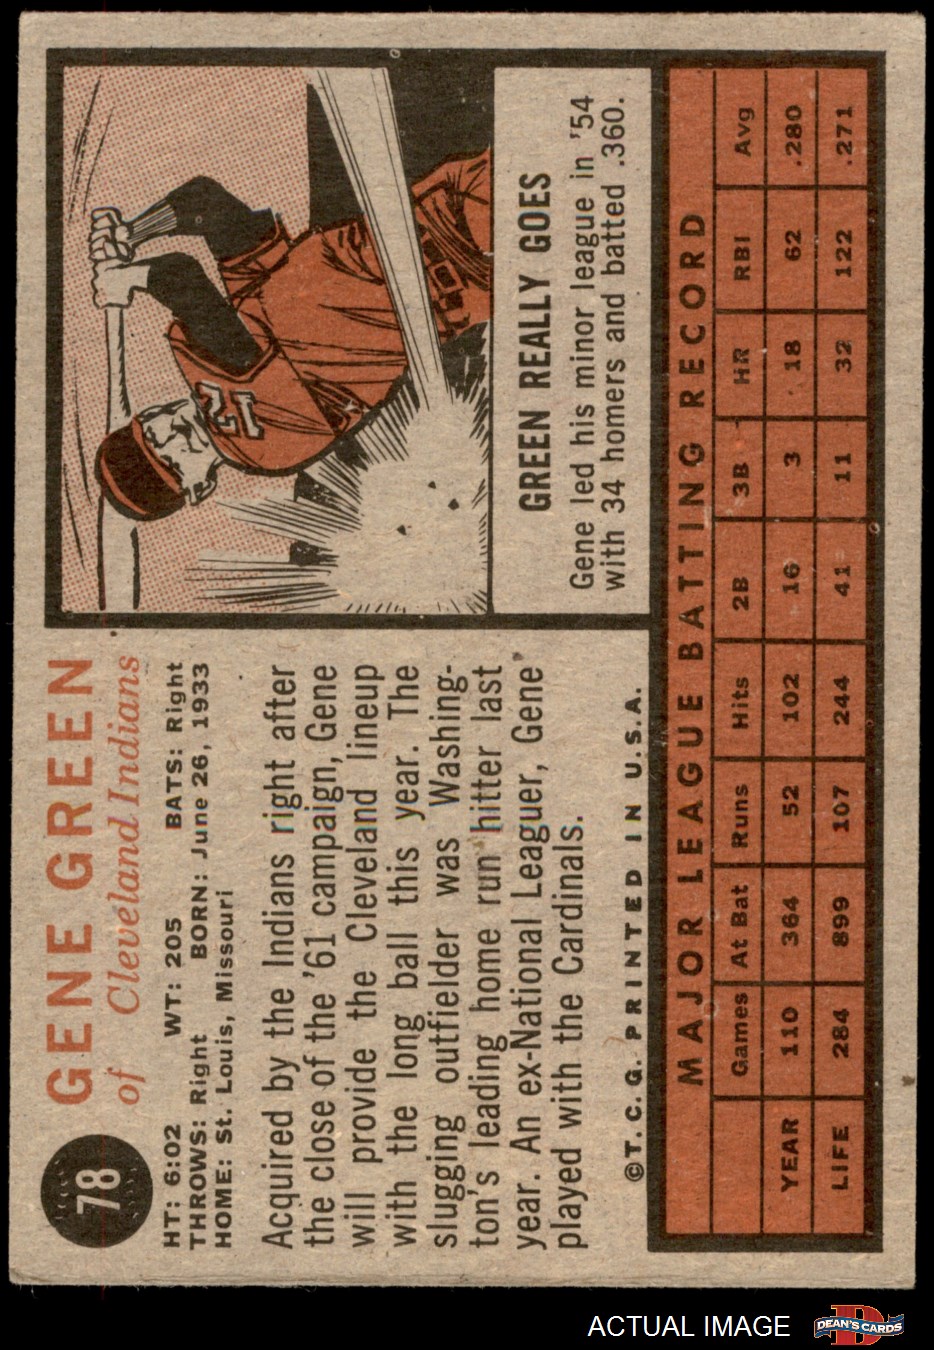 78
GENE GREEN
of Cleveland Indians
HT: 6:02 WT: 205 BATS: Right
THROWS: Right BORN: June 26, 1933
HOME: St. Louis, Missouri
Acquired by the Indians right after
the close of the '61 campaign, Gene
will provide the Cleveland lineup
with the long ball this year. The
slugging outfielder was Washing-
ton's leading home run hitter last
year. An ex-National Leaguer, Gene
played with the Cardinals.
©T. C. G. PRINTED IN U.S.A.
GREEN REALLY GOES
Gene led his minor league in '54
with 34 homers and batted .360.
MAJOR LEAGUE BATTING RECORD
Games At Bat Runs Hits 2B 3B HR RBI Avg
YEAR 110 364 52 102 16 3 18 62 .280
LIFE 284 899 107 244 41 11 32 122 .271
ACTUAL IMAGE
DEAN'S CARDS